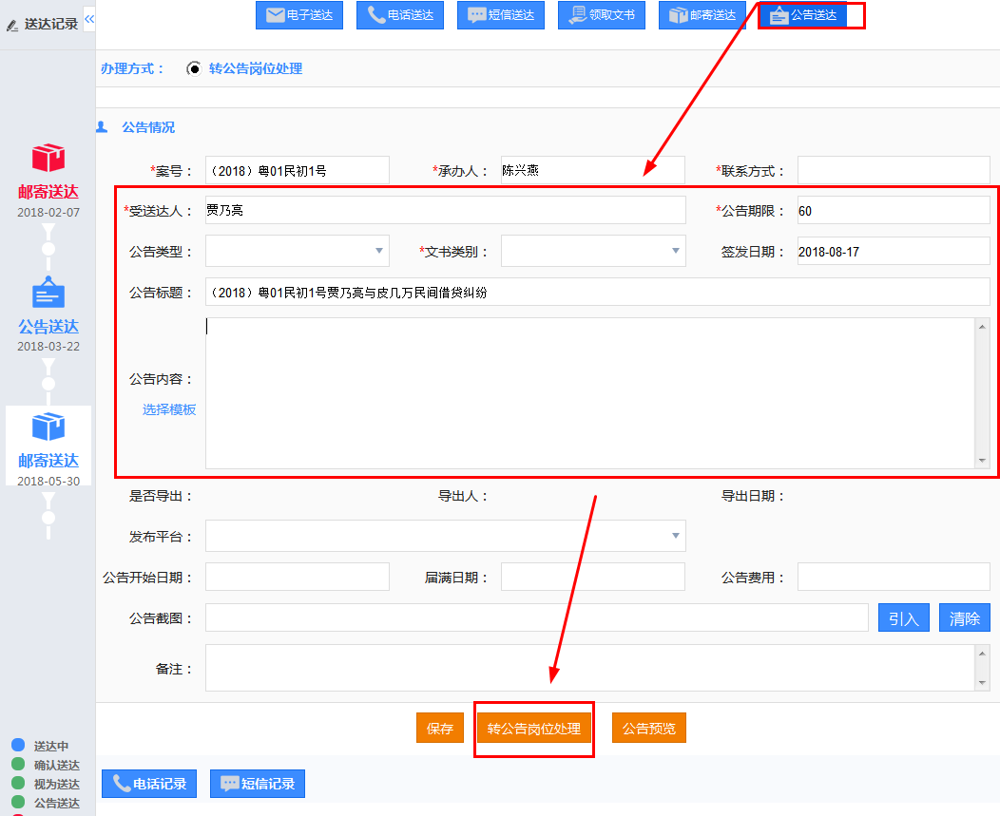 送达记录
电子送达 电话送达 短信送达 领取文书 邮寄送达 公告送达
办理方式： 转公告岗位处理
公告情况
*案号： （2018）粤01民初1号 *承办人： 陈兴燕 *联系方式：
*受送达人： 贾乃亮 *公告期限： 60
公告类型： *文书类别： 签发日期： 2018-08-17
公告标题： （2018）粤01民初1号贾乃亮与皮几万民间借贷纠纷
公告内容：
选择模板
是否导出： 导出人： 导出日期：
发布平台：
公告开始日期： 届满日期： 公告费用：
公告截图： 引入 清除
备注：
保存 转公告岗位处理 公告预览
电话记录 短信记录
邮寄送达
2018-02-07
公告送达
2018-03-22
邮寄送达
2018-05-30
送达中
确认送达
视为送达
公告送达